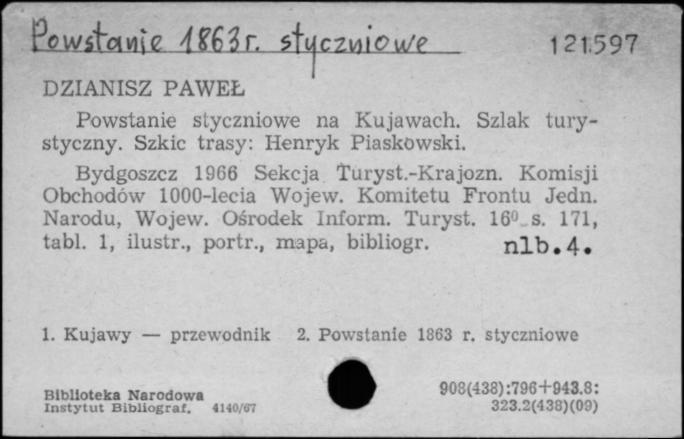 Powstanie 1863 r. styczniowe 121.597
DZIANISZ PAWEŁ
Powstanie styczniowe na Kujawach. Szlak tury-
styczny. Szkic trasy: Henryk Piaskowski.
Bydgoszcz 1966 Sekcja Turyst.-Krajozn. Komisji
Obchodów 1000-lecia Wojew. Komitetu Frontu Jedn.
Narodu, Wojew. Ośrodek Inform. Turyst. 16⁰ s. 171,
tabl. 1, ilustr., portr., mapa, bibliogr. nlb.4.
1. Kujawy — przewodnik 2. Powstanie 1863 r. styczniowe
Biblioteka Narodowa 908(438):796+943.8:
Instytut Bibliograf. 4140/67 323.2(438)(09)